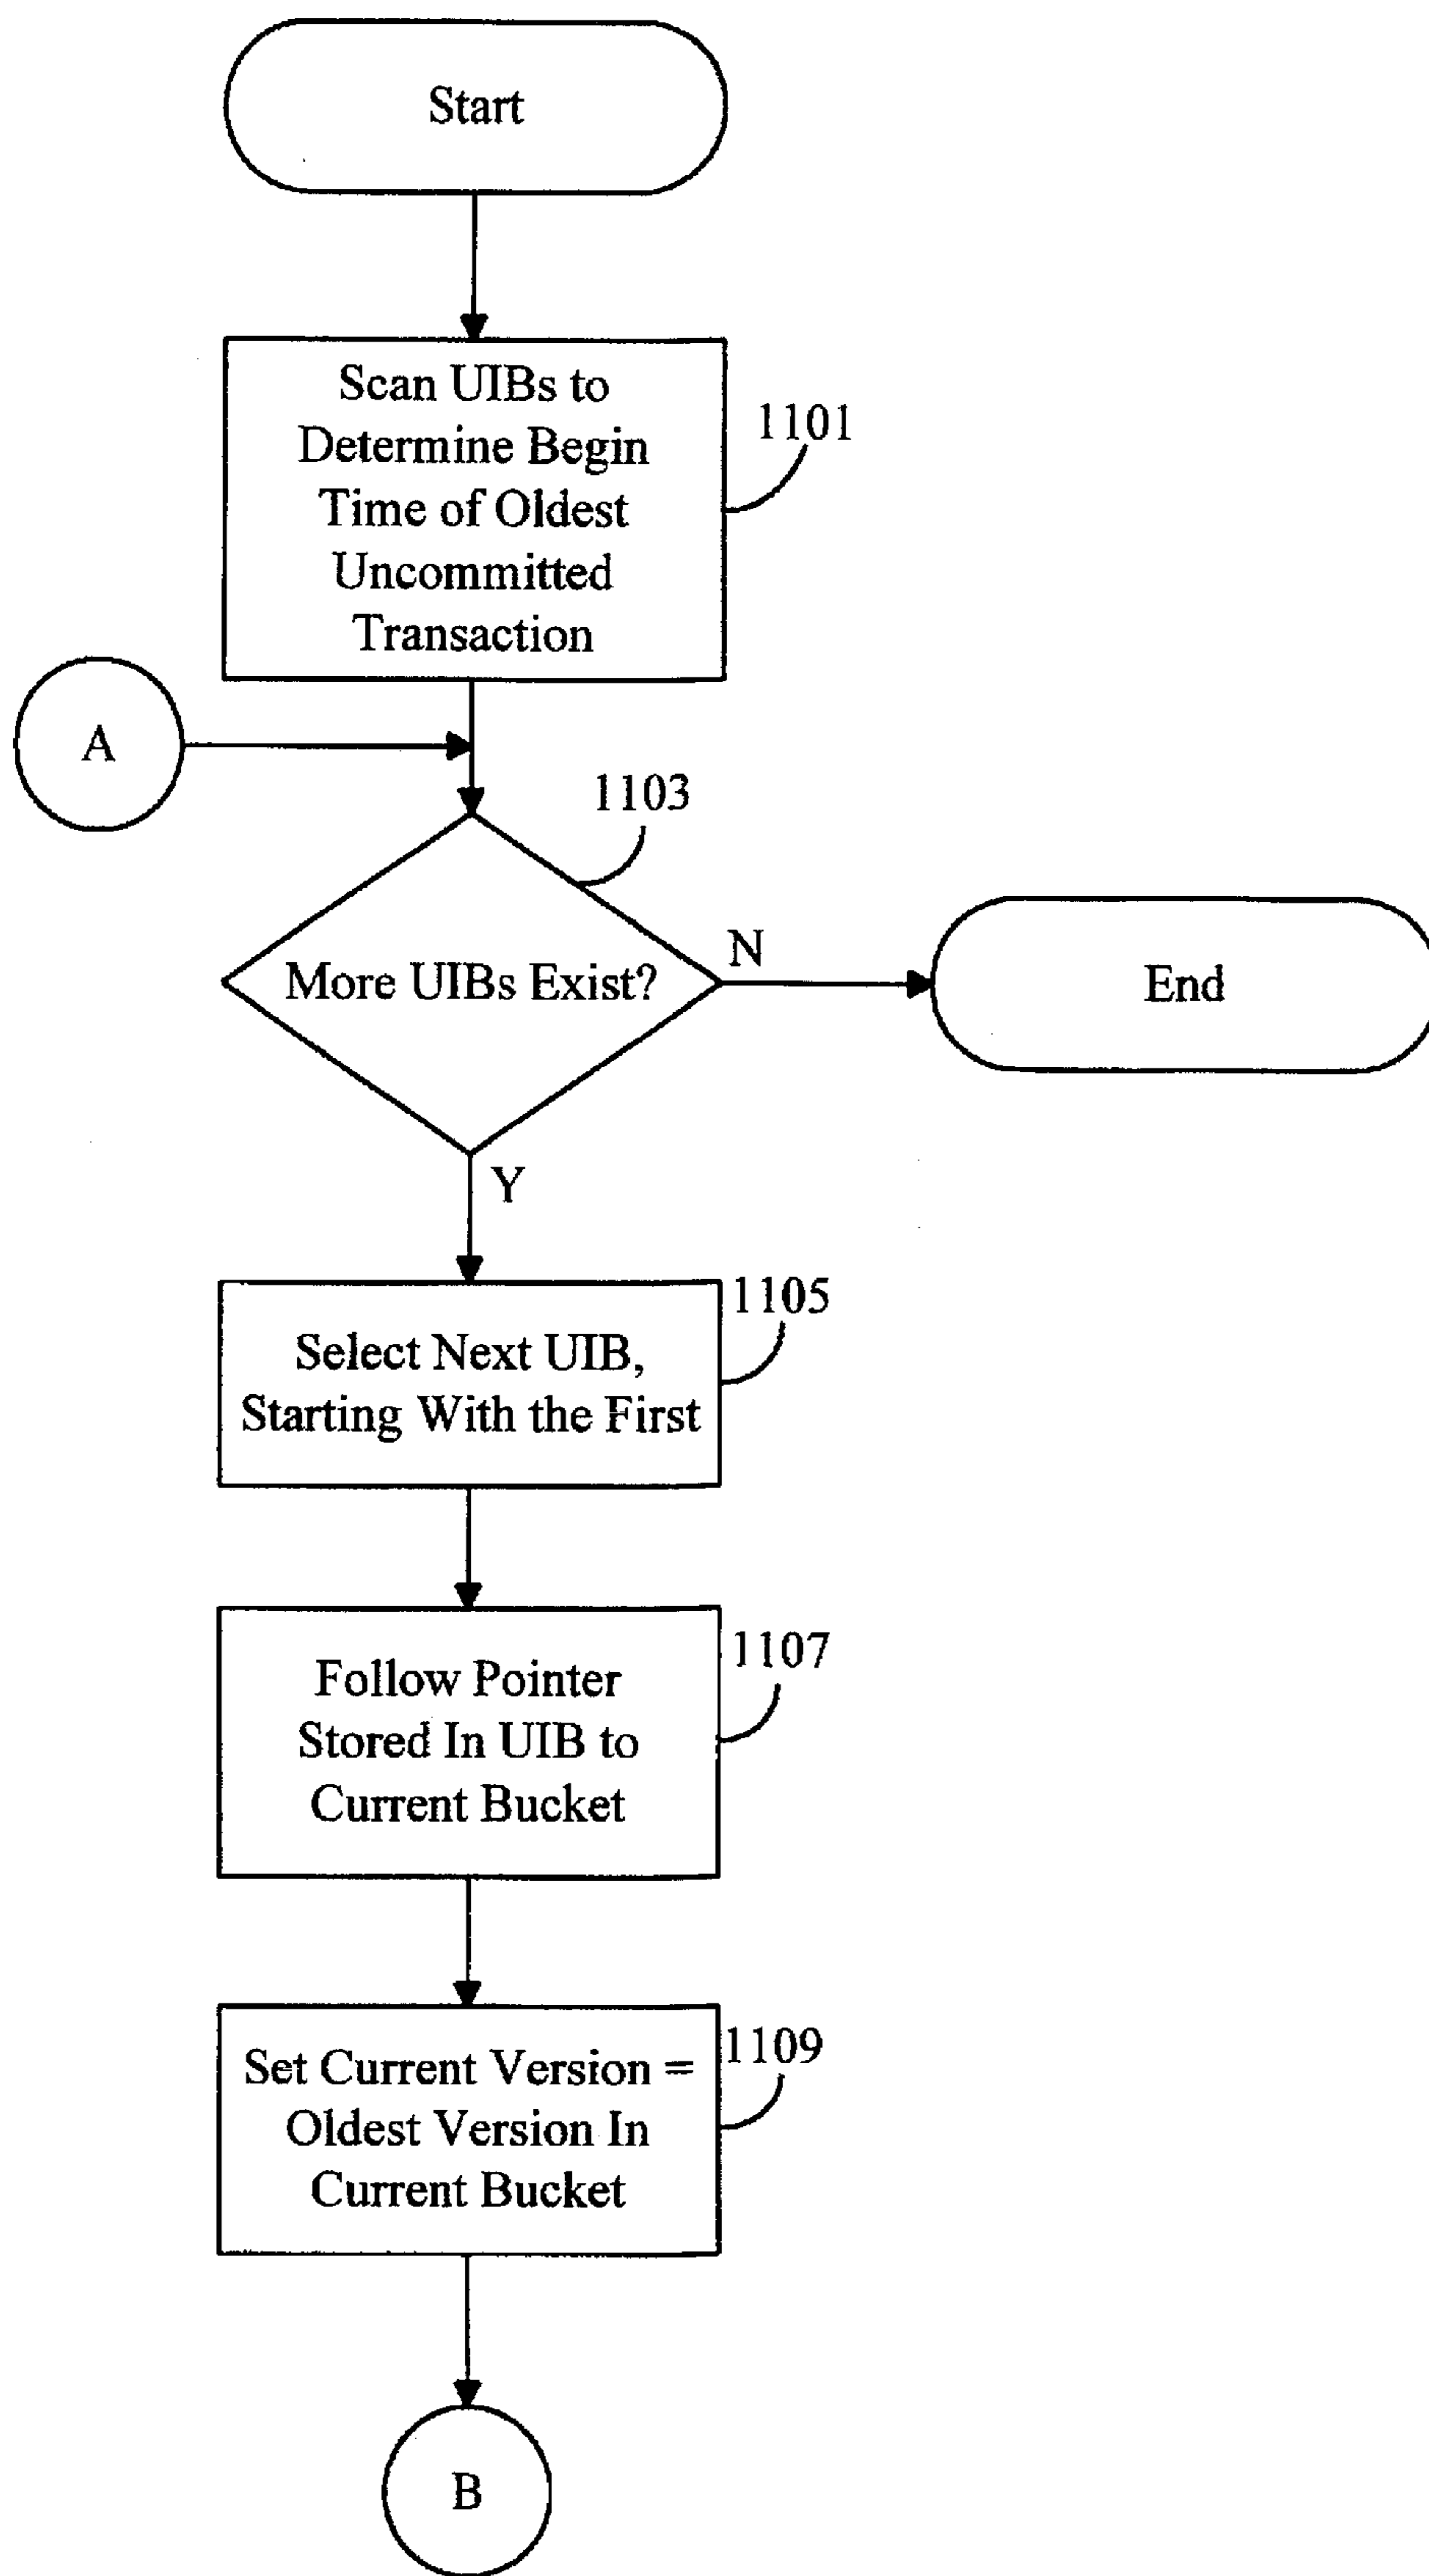 Start
Scan UIBs to
Determine Begin
Time of Oldest
Uncommitted
Transaction
1101
A
1103
More UIBs Exist?
N
End
Y
Select Next UIB,
Starting With the First
1105
Follow Pointer
Stored In UIB to
Current Bucket
1107
Set Current Version =
Oldest Version In
Current Bucket
1109
B